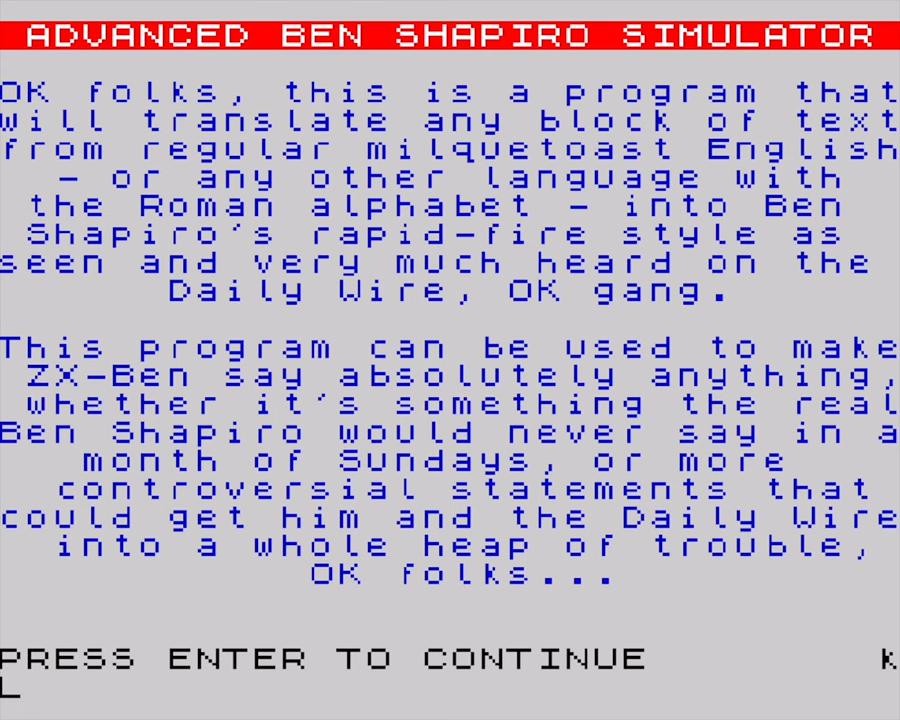 ADVANCED BEN SHAPIRO SIMULATOR
OK folks, this is a program that
will translate any block of text
from regular milquetoast English
- or any other language with
the Roman alphabet - into Ben
Shapiro's rapid-fire style as
seen and very much heard on the
Daily Wire, OK gang.
This program can be used to make
ZX-Ben say absolutely anything,
whether it's something the real
Ben Shapiro would never say in a
month of Sundays, or more
controversial statements that
could get him and the Daily Wire
into a whole heap of trouble,
OK folks...
PRESS ENTER TO CONTINUE k
L